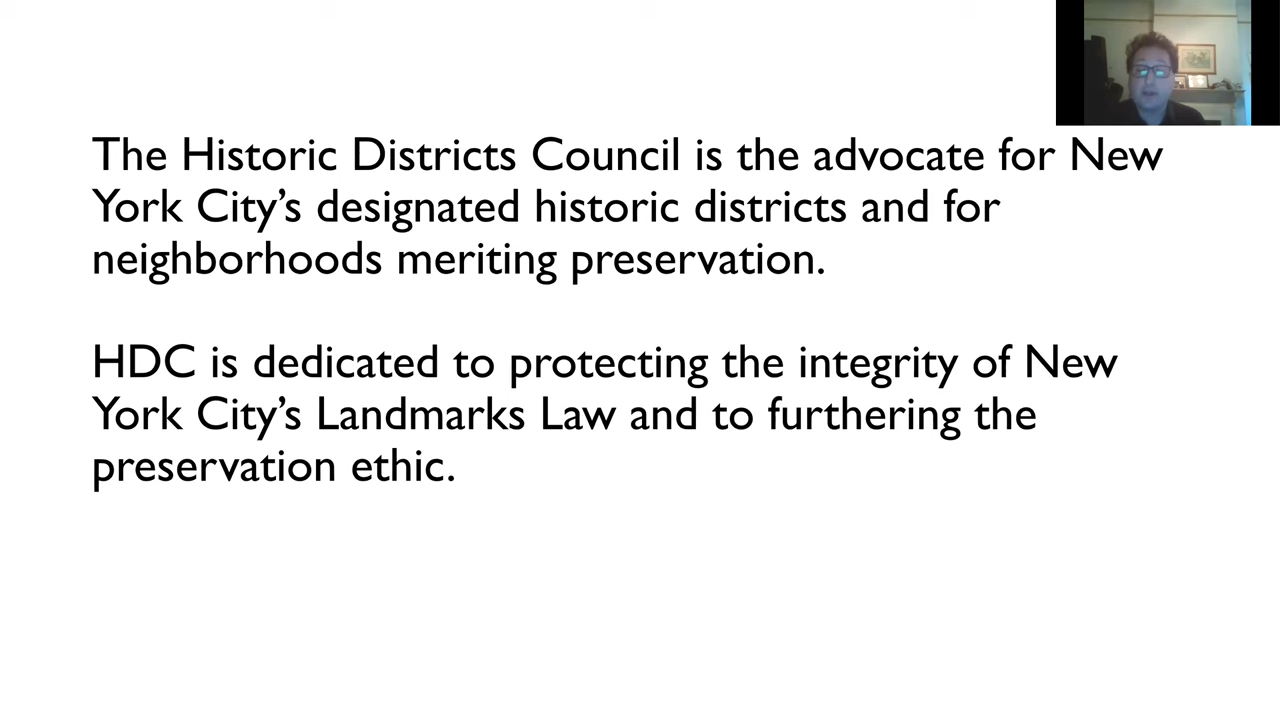 The Historic Districts Council is the advocate for New
York City’s designated historic districts and for
neighborhoods meriting preservation.
HDC is dedicated to protecting the integrity of New
York City’s Landmarks Law and to furthering the
preservation ethic.